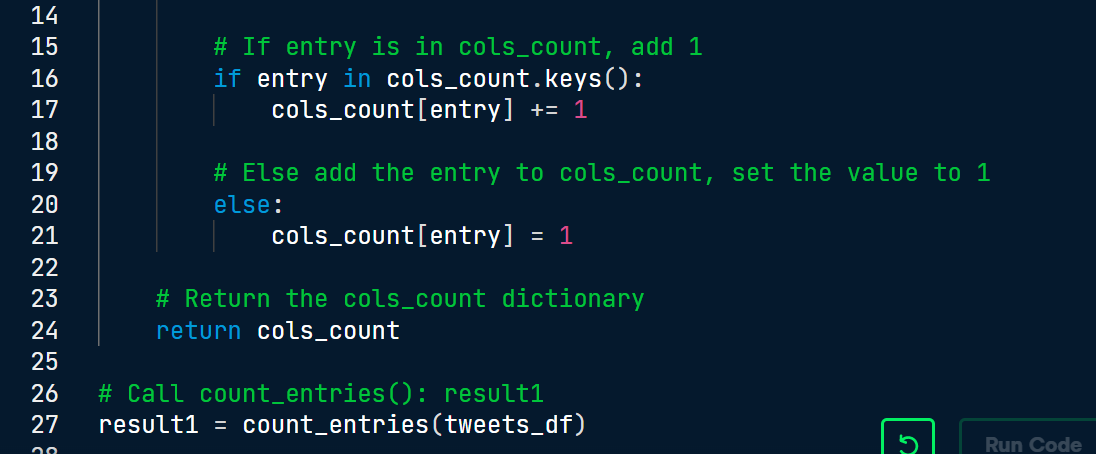 14
15 # If entry is in cols_count, add 1
16 if entry in cols_count.keys():
17 cols_count[entry] += 1
18
19 # Else add the entry to cols_count, set the value to 1
20 else:
21 cols_count[entry] = 1
22
23 # Return the cols_count dictionary
24 return cols_count
25
26 # Call count_entries(): result1
27 result1 = count_entries(tweets_df)
28
Run Code